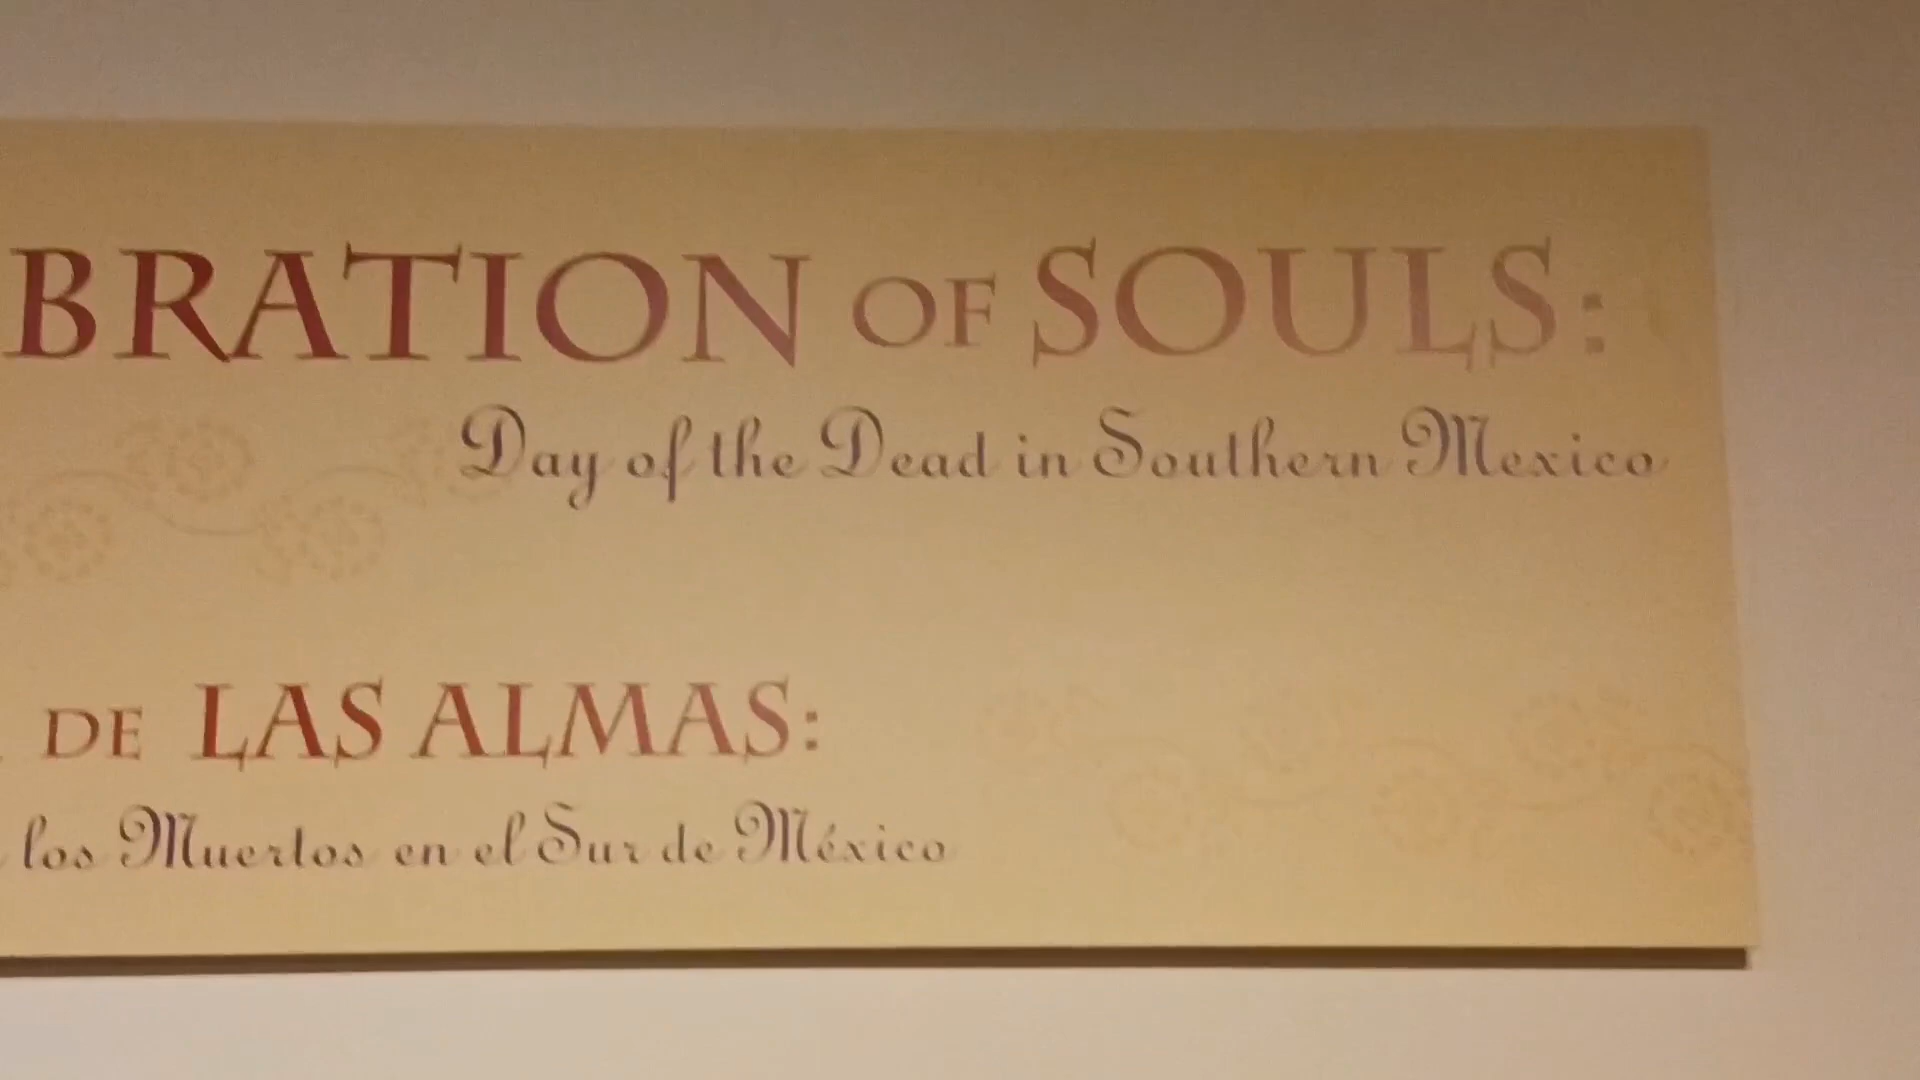 BRATION OF SOULS:
Day of the Dead in Southern Mexico
DE LAS ALMAS:
los Muertos en el Sur de México